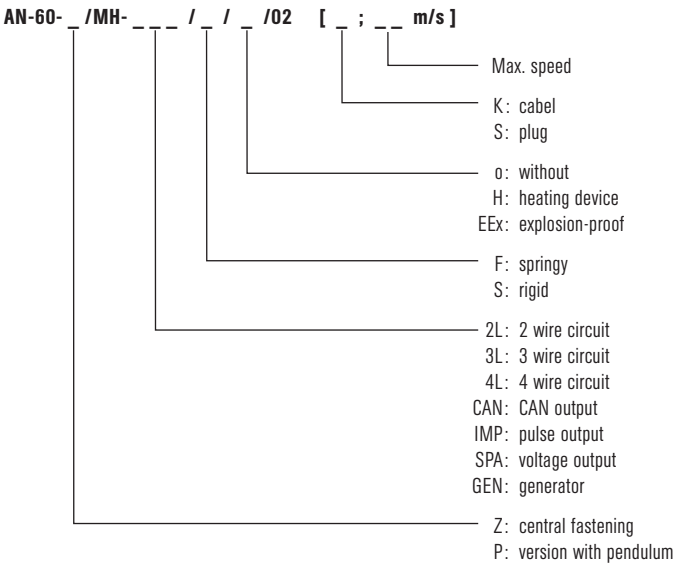 AN-60- _ /MH- _ _ _ / _ / _ /02 [ _ ; _ _ m/s ]
Max. speed
K: cabel
S: plug
o: without
H: heating device
EEx: explosion-proof
F: springy
S: rigid
2L: 2 wire circuit
3L: 3 wire circuit
4L: 4 wire circuit
CAN: CAN output
IMP: pulse output
SPA: voltage output
GEN: generator
Z: central fastening
P: version with pendulum